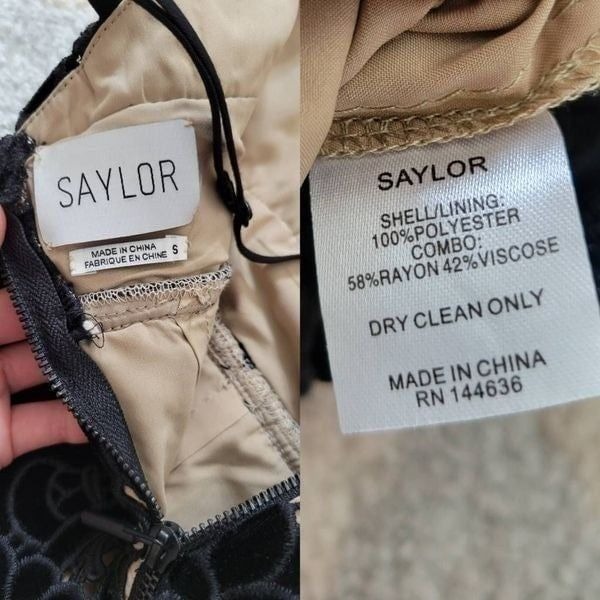 SAYLOR
MADE IN CHINA
FABRIQUE EN CHINE
S
SAYLOR
SHELL/LINING:
100%POLYESTER
COMBO:
58%RAYON 42%VISCOSE
DRY CLEAN ONLY
MADE IN CHINA
RN 144636